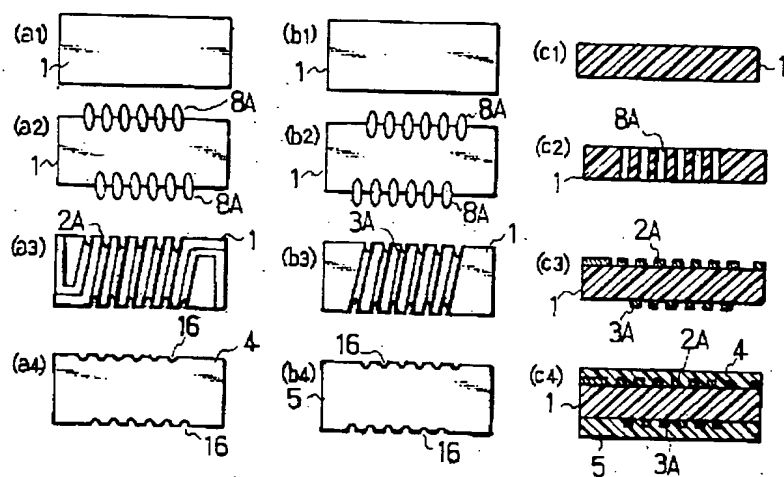 (a1)
1
(b1)
1
(c1)
1
(a2)
8A
1
8A
(b2)
8A
1
8A
(c2)
8A
1
(a3)
2A
1
16
(b3)
3A
1
(c3)
2A
1
3A
(a4)
16
4
16
(b4)
16
5
16
(c4)
2A
4
1
5
3A